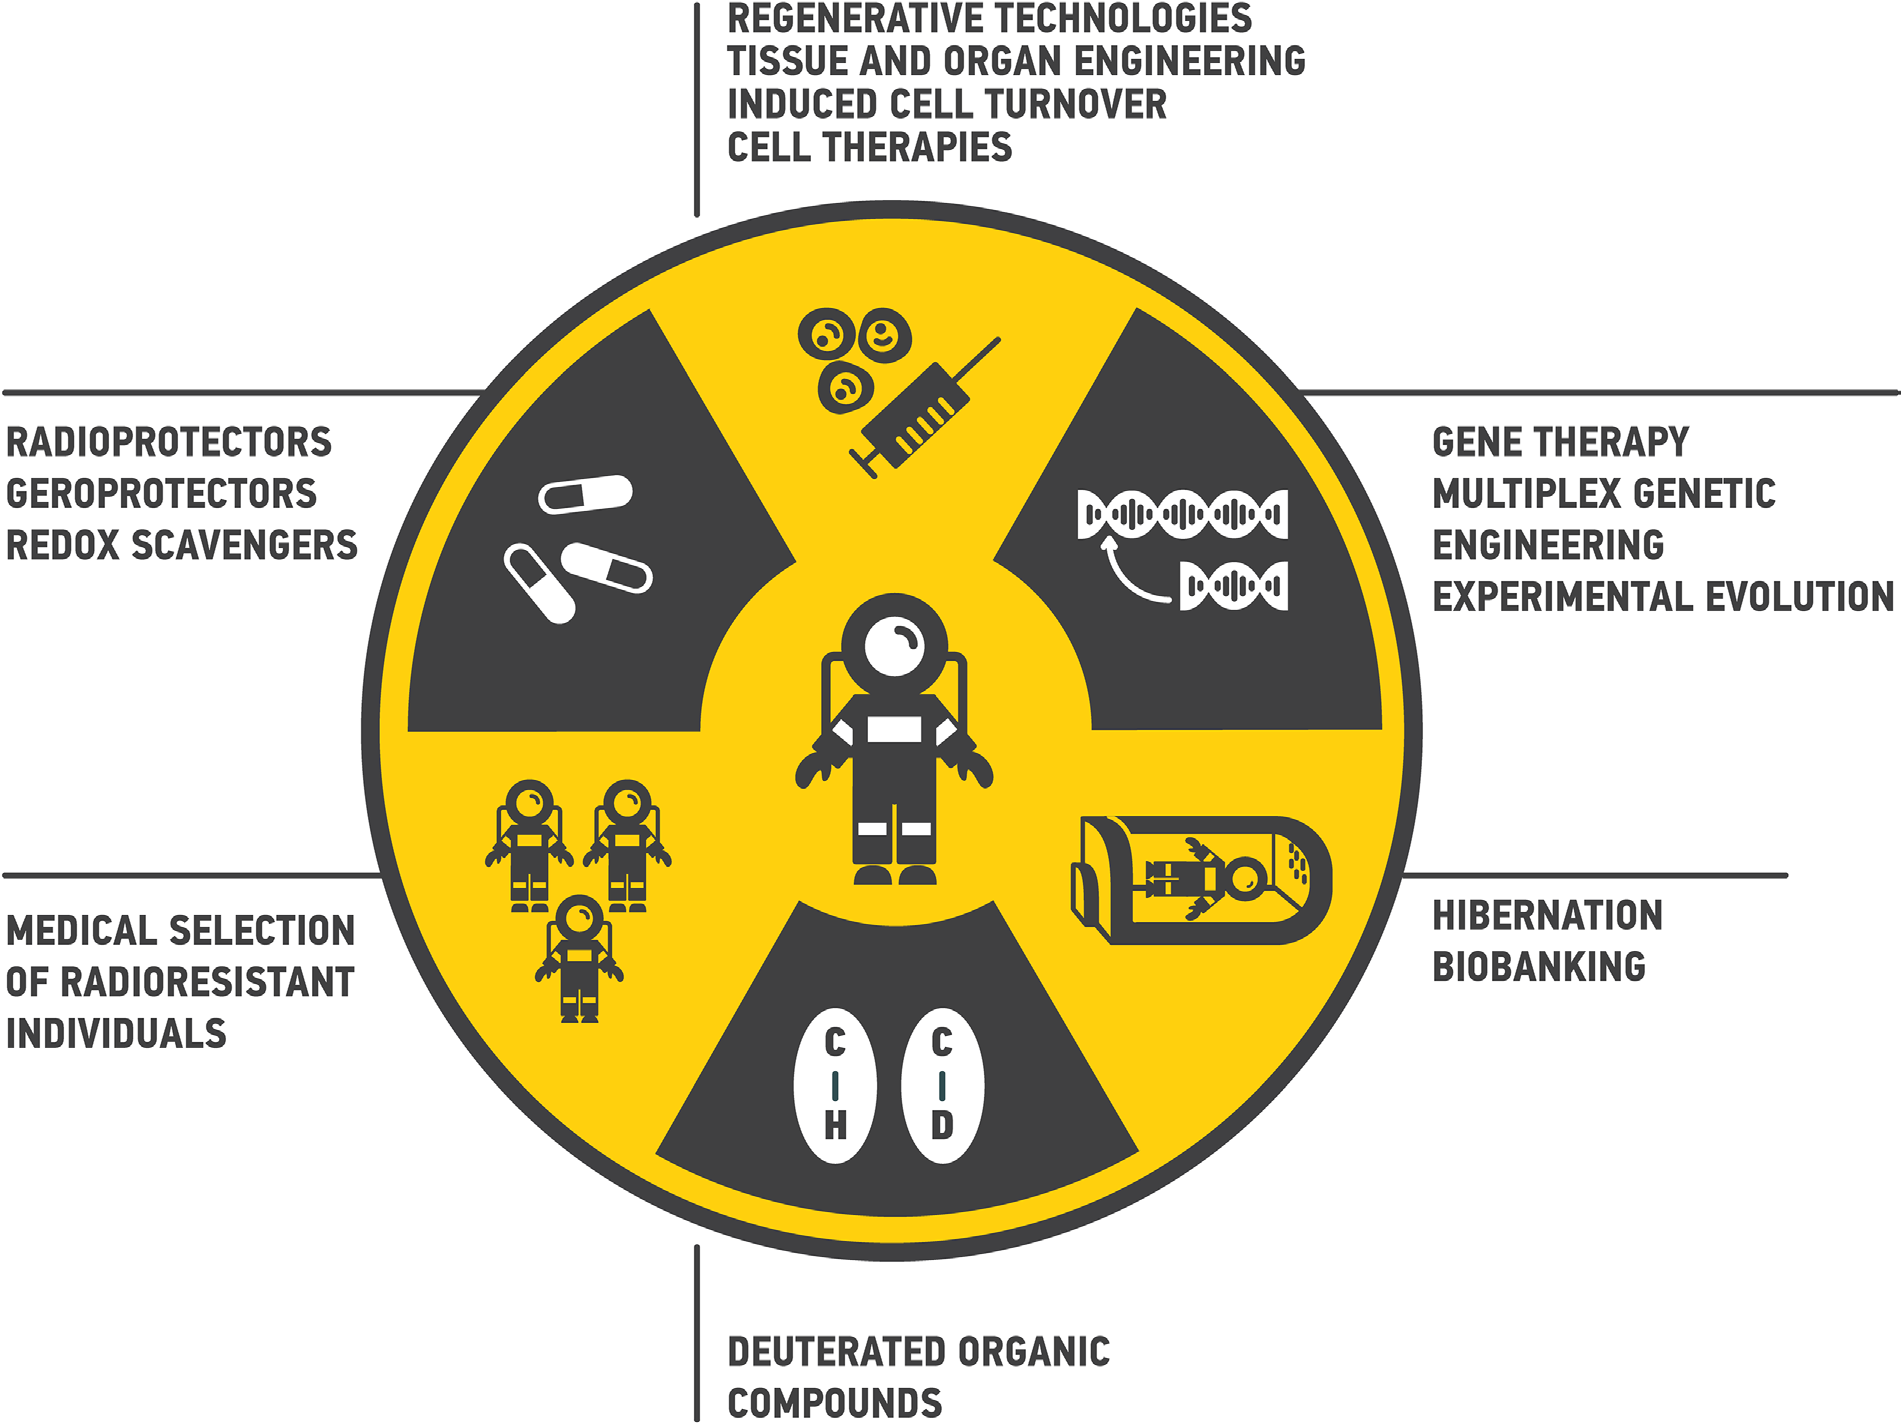 REGENERATIVE TECHNOLOGIES
TISSUE AND ORGAN ENGINEERING
INDUCED CELL TURNOVER
CELL THERAPIES
RADIOPROTECTORS
GEROPROTECTORS
REDOX SCAVENGERS
GENE THERAPY
MULTIPLEX GENETIC
ENGINEERING
EXPERIMENTAL EVOLUTION
MEDICAL SELECTION
OF RADIORESISTANT
INDIVIDUALS
HIBERNATION
BIOBANKING
C
H
C
D
DEUTERATED ORGANIC
COMPOUNDS